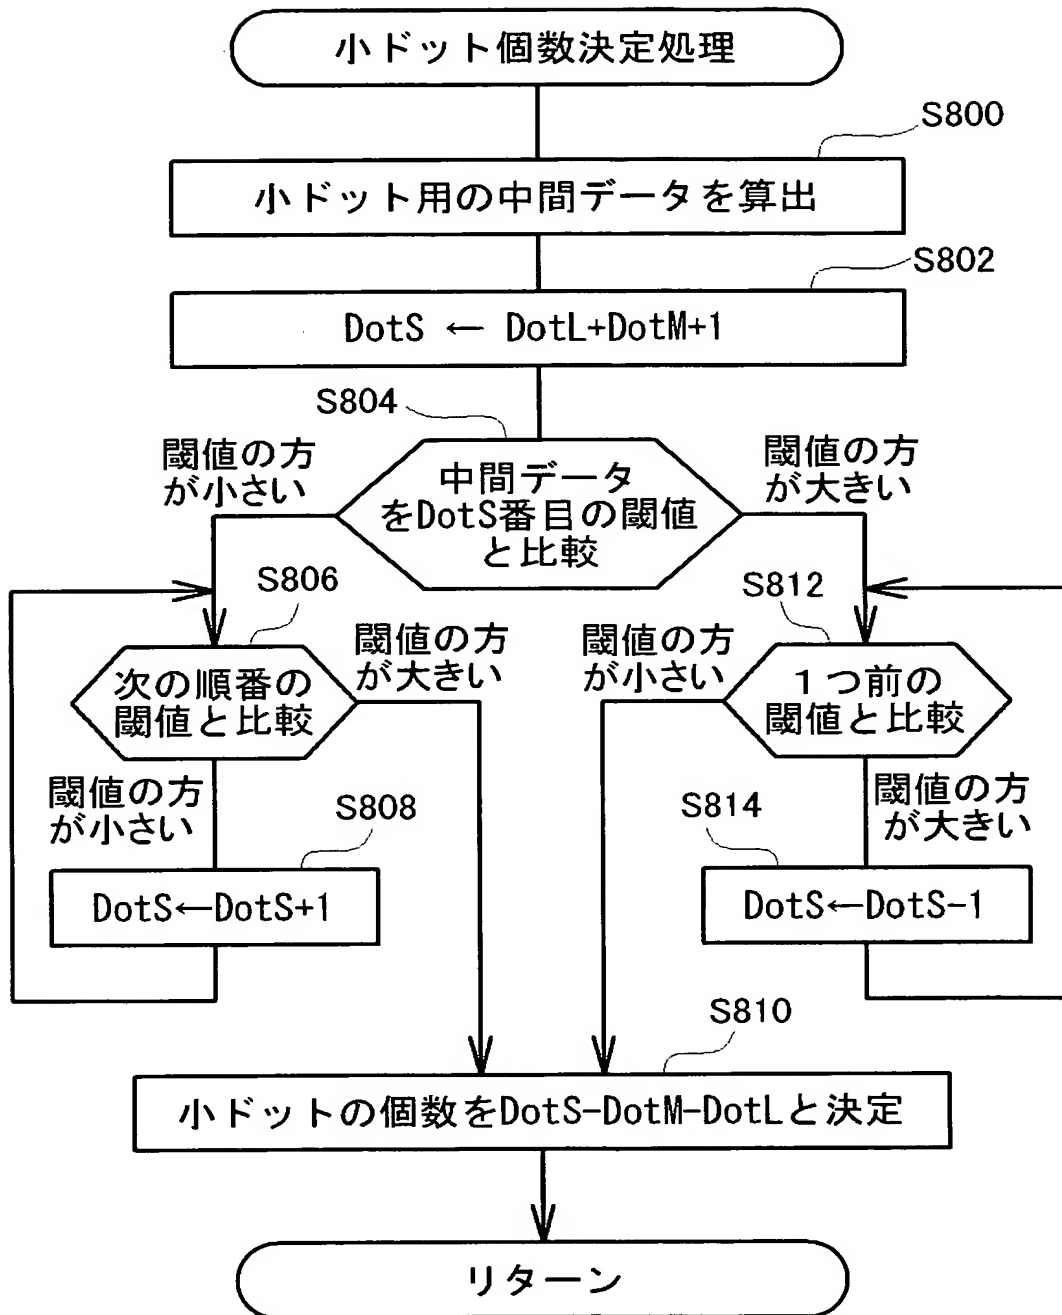 小ドット個数決定処理
S800
小ドット用の中間データを算出
S802
DotS ← DotL+DotM+1
S804
閾値の方
が小さい
中間データ
をDotS番目の閾値
と比較
閾値の方
が大きい
S806
次の順番の
閾値と比較
閾値の方
が大きい
閾値の方
が小さい
S812
1つ前の
閾値と比較
閾値の方
が小さい
S808
DotS←DotS+1
S814
閾値の方
が大きい
DotS←DotS-1
S810
小ドットの個数をDotS-DotM-DotLと決定
リターン